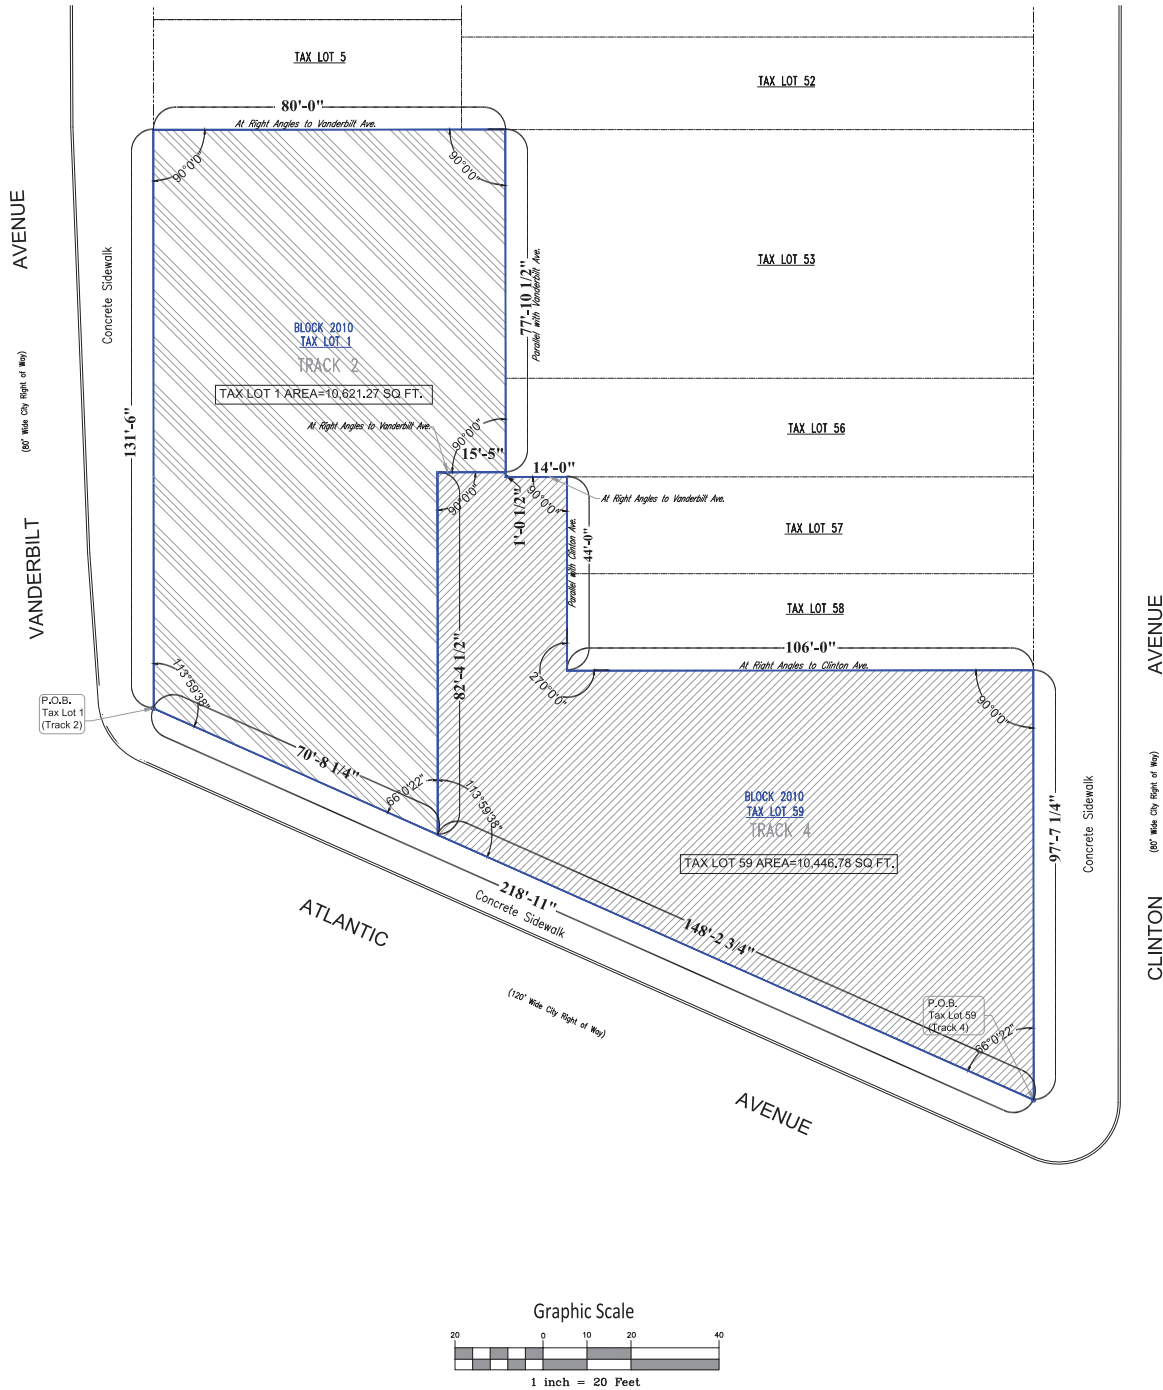 TAX LOT 5
TAX LOT 52
80'-0"
At Right Angles to Vanderbilt Ave.
90°0'0"
90°0'0"
TAX LOT 53
AVENUE
Concrete Sidewalk
77'-10 1/2"
Parallel with Vanderbilt Ave.
BLOCK 2010
TAX LOT 1
TRACK 2
TAX LOT 1 AREA=10,621.27 SQ FT.
(80' Wide City Right of Way)
131'-6"
At Right Angles to Vanderbilt Ave.
90°0'0"
TAX LOT 56
15'-5"
14'-0"
90°0'0"
1'-0 1/2"
90°0'0"
At Right Angles to Vanderbilt Ave.
VANDERBILT
Parallel with Clinton Ave.
44'-0"
TAX LOT 57
TAX LOT 58
106'-0"
At Right Angles to Clinton Ave.
AVENUE
82'-4 1/2"
113°59'38"
270°0'0"
90°0'0"
P.O.B.
Tax Lot 1
(Track 2)
70'-8 1/4"
66°0'22"
113°59'38"
BLOCK 2010
TAX LOT 59
TRACK 4
TAX LOT 59 AREA=10,446.78 SQ FT.
97'-7 1/4"
Concrete Sidewalk
(80' Wide City Right of Way)
218'-11"
Concrete Sidewalk
148'-2 3/4"
ATLANTIC
CLINTON
(120' Wide City Right of Way)
P.O.B.
Tax Lot 59
(Track 4)
66°0'22"
AVENUE
Graphic Scale
20 0 10 20 40
1 inch = 20 Feet